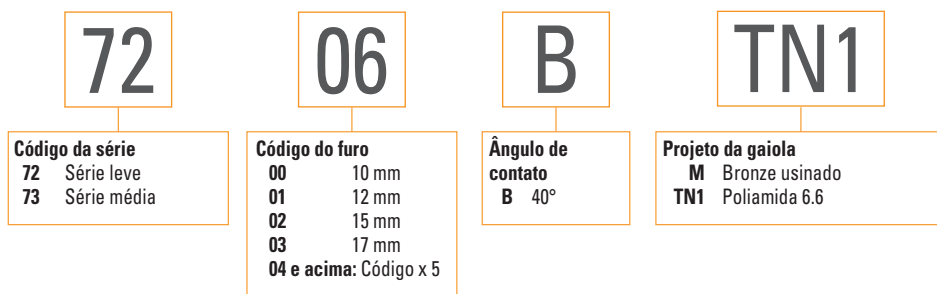 72 06 B TN1
Código da série
72 Série leve
73 Série média
Código do furo
00 10 mm
01 12 mm
02 15 mm
03 17 mm
04 e acima: Código x 5
Ângulo de
contato
B 40°
Projeto da gaiola
M Bronze usinado
TN1 Poliamida 6.6